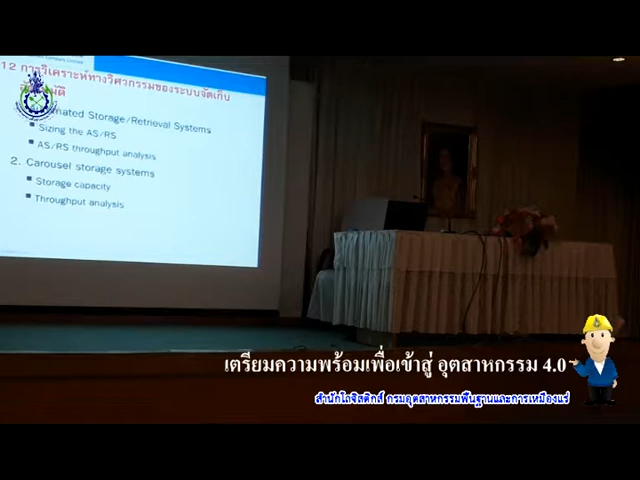 12 การวิเคราะห์ทางวิศวกรรมของระบบจัดเก็บ
Storage/Retrieval Systems
Sizing the AS/RS
AS/RS throughput analysis
2. Carousel storage systems
Storage capacity
Throughput analysis
เตรียมความพร้อมเพื่อเข้าสู่ อุตสาหกรรม 4.0
สำนักโลจิสติกส์ กรมอุตสาหกรรมพื้นฐานและการเหมืองแร่